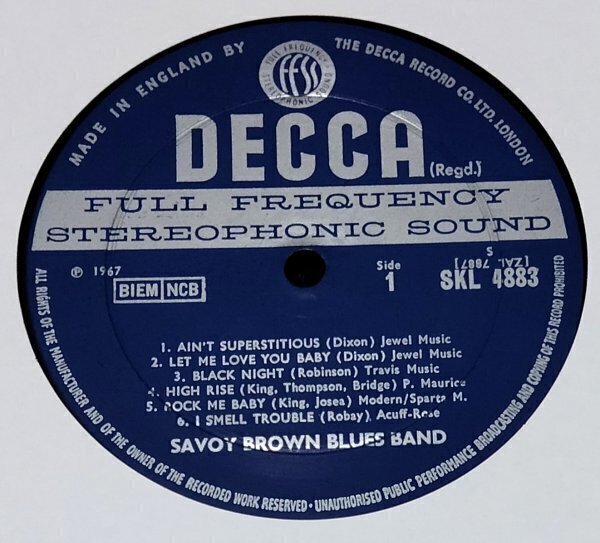 MADE IN ENGLAND BY THE DECCA RECORD CO. LTD. LONDON
FULL FREQUENCY STEREOPHONIC SOUND
FFSS
DECCA (Regd.)
FULL FREQUENCY
STEREOPHONIC SOUND
℗ 1967
BIEM NCB
Side
1
S
[ZAL 7887]
SKL 4883
1. AIN'T SUPERSTITIOUS (Dixon) Jewel Music
2. LET ME LOVE YOU BABY (Dixon) Jewel Music
3. BLACK NIGHT (Robinson) Travis Music
4. HIGH RISE (King, Thompson, Bridge) P. Maurice
5. ROCK ME BABY (King, Josea) Modern/Sparta M.
6. I SMELL TROUBLE (Robay) Acuff-Rose
SAVOY BROWN BLUES BAND
ALL RIGHTS OF THE MANUFACTURER AND OF THE OWNER OF THE RECORDED WORK RESERVED · UNAUTHORISED PUBLIC PERFORMANCE BROADCASTING AND COPYING OF THIS RECORD PROHIBITED